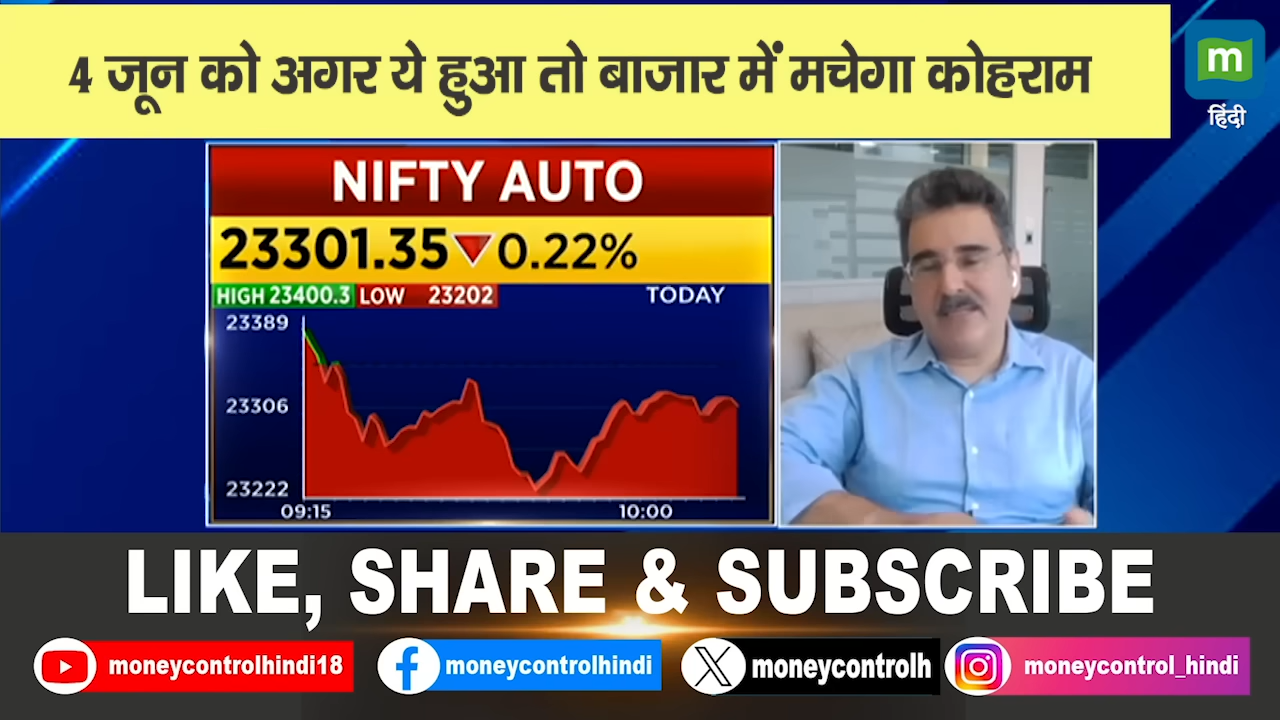 4 जून को अगर ये हुआ तो बाजार में मचेगा कोहराम
m
हिंदी
NIFTY AUTO
23301.35 0.22%
HIGH 23400.3 LOW 23202 TODAY
23389
23306
23222
09:15 10:00
LIKE, SHARE & SUBSCRIBE
moneycontrolhindi18 moneycontrolhindi moneycontrolh moneycontrol_hindi